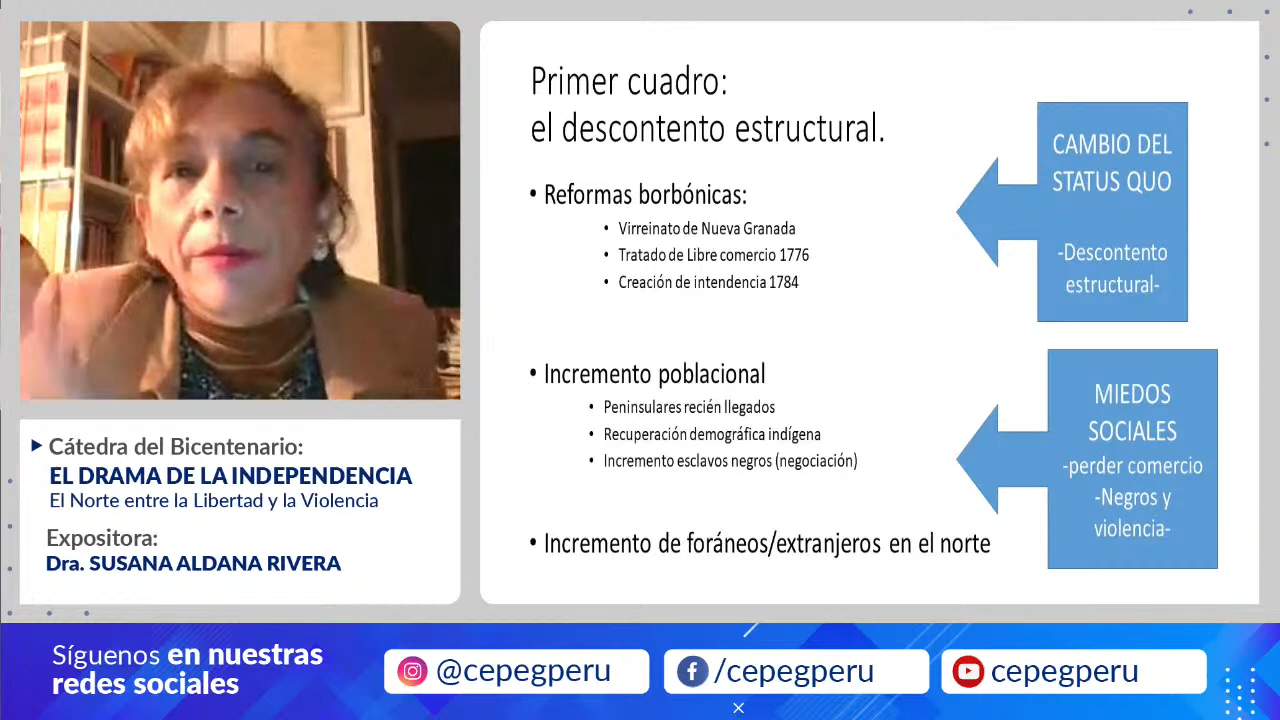 Primer cuadro:
el descontento estructural.
• Reformas borbónicas:
• Virreinato de Nueva Granada
• Tratado de Libre comercio 1776
• Creación de intendencia 1784
CAMBIO DEL
STATUS QUO
-Descontento
estructural-
• Incremento poblacional
• Peninsulares recién llegados
• Recuperación demográfica indígena
• Incremento esclavos negros (negociación)
MIEDOS
SOCIALES
-perder comercio
-Negros y
violencia-
• Incremento de foráneos/extranjeros en el norte
Cátedra del Bicentenario:
EL DRAMA DE LA INDEPENDENCIA
El Norte entre la Libertad y la Violencia
Expositora:
Dra. SUSANA ALDANA RIVERA
Síguenos en nuestras
redes sociales
@cepegperu
/cepegperu
cepegperu